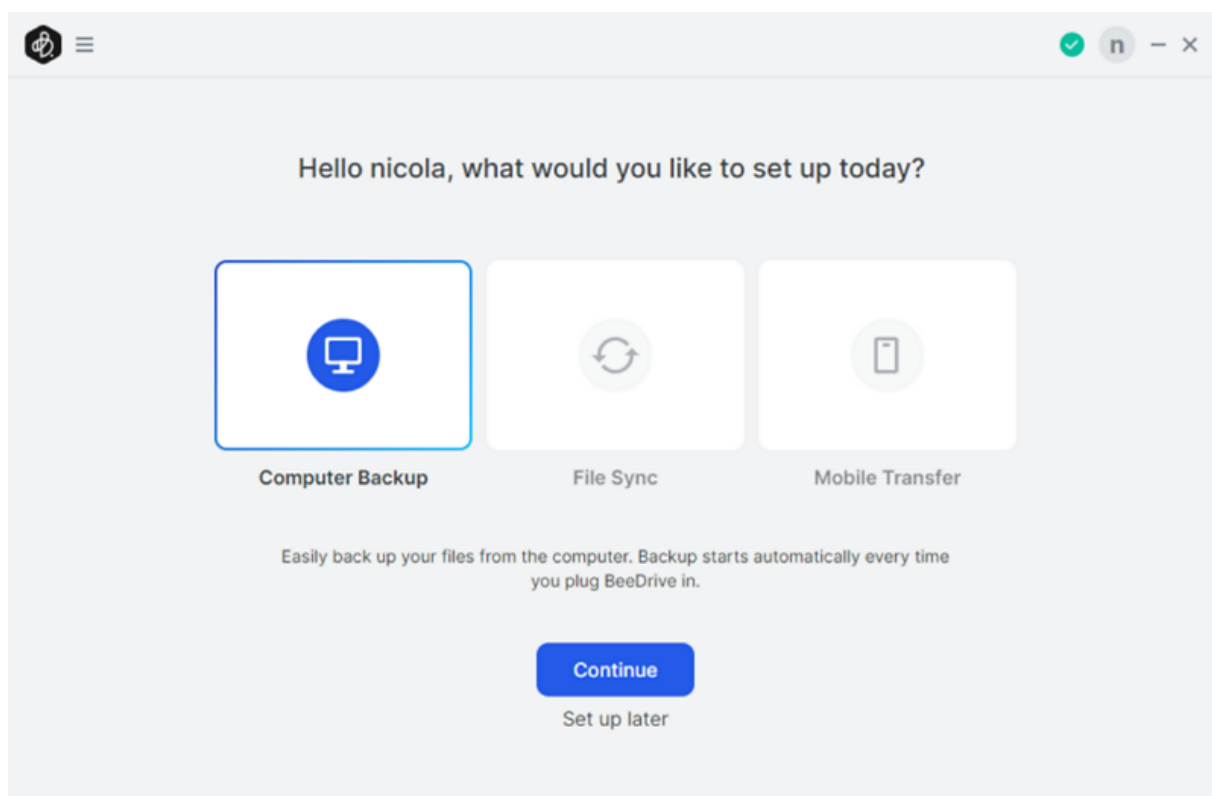 n
Hello nicola, what would you like to set up today?
Computer Backup
File Sync
Mobile Transfer
Easily back up your files from the computer. Backup starts automatically every time
you plug BeeDrive in.
Continue
Set up later